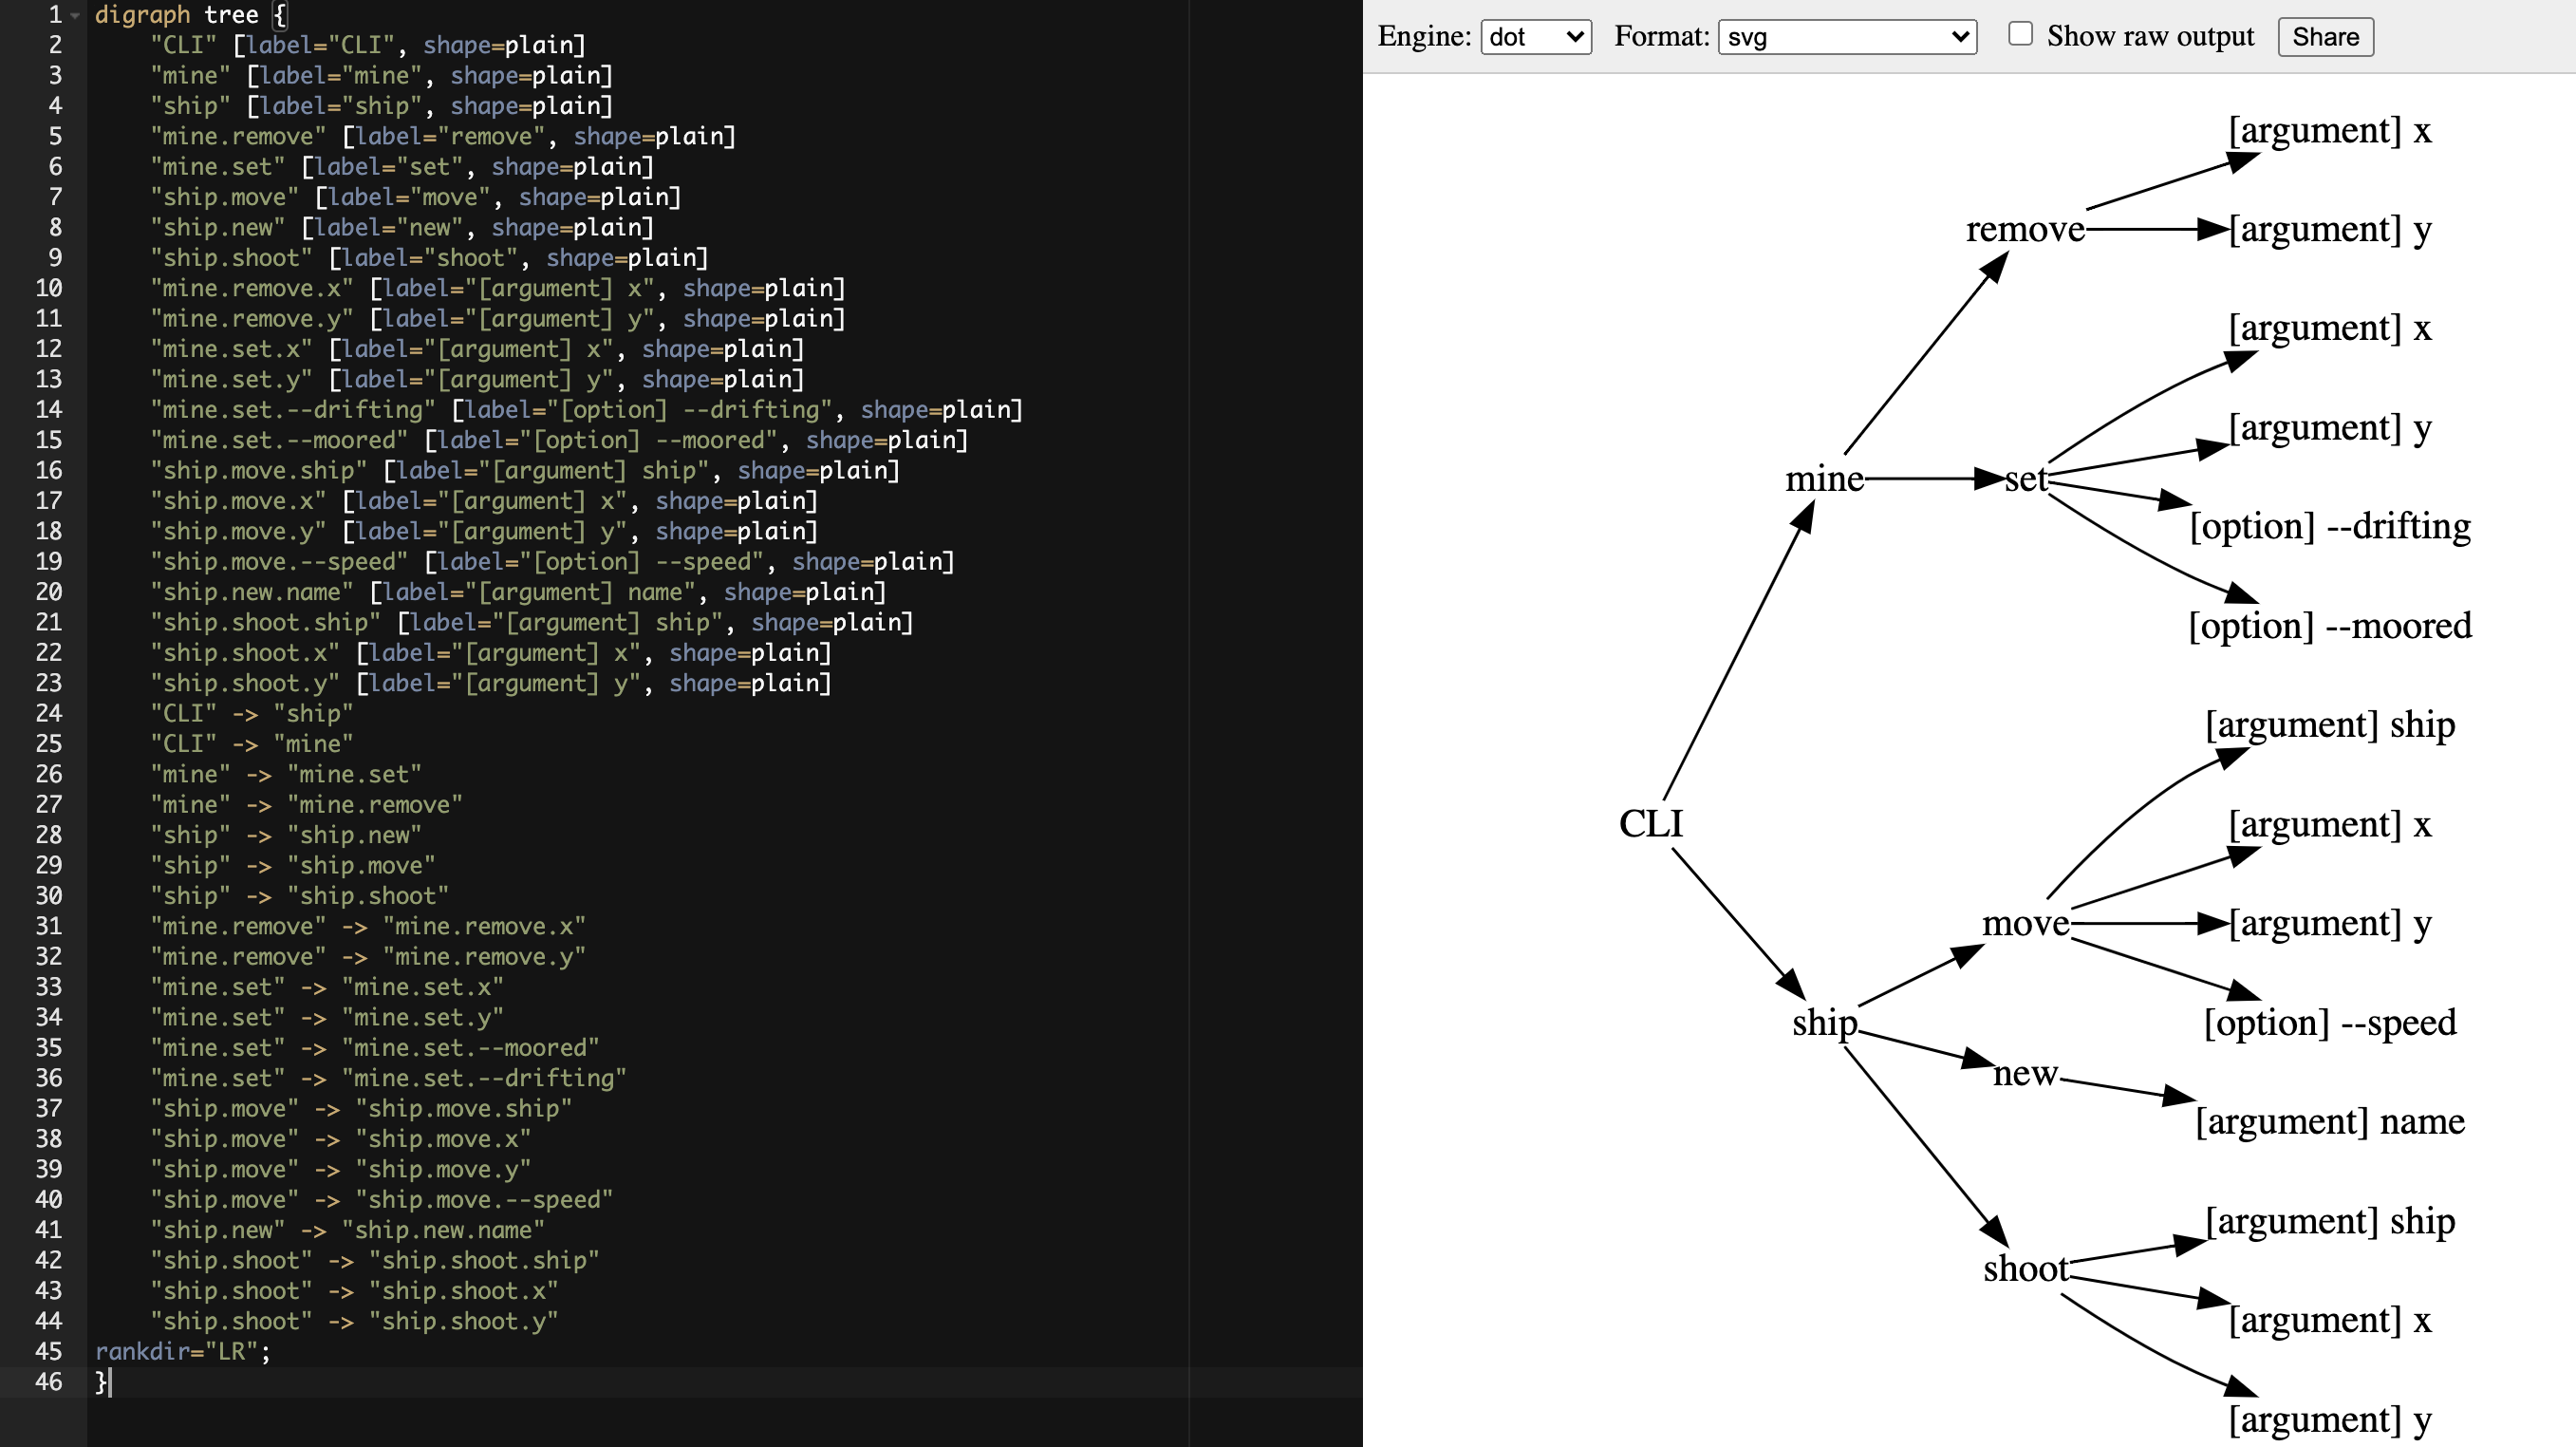 1 digraph tree {
2     "CLI" [label="CLI", shape=plain]
3     "mine" [label="mine", shape=plain]
4     "ship" [label="ship", shape=plain]
5     "mine.remove" [label="remove", shape=plain]
6     "mine.set" [label="set", shape=plain]
7     "ship.move" [label="move", shape=plain]
8     "ship.new" [label="new", shape=plain]
9     "ship.shoot" [label="shoot", shape=plain]
10     "mine.remove.x" [label="[argument] x", shape=plain]
11     "mine.remove.y" [label="[argument] y", shape=plain]
12     "mine.set.x" [label="[argument] x", shape=plain]
13     "mine.set.y" [label="[argument] y", shape=plain]
14     "mine.set.--drifting" [label="[option] --drifting", shape=plain]
15     "mine.set.--moored" [label="[option] --moored", shape=plain]
16     "ship.move.ship" [label="[argument] ship", shape=plain]
17     "ship.move.x" [label="[argument] x", shape=plain]
18     "ship.move.y" [label="[argument] y", shape=plain]
19     "ship.move.--speed" [label="[option] --speed", shape=plain]
20     "ship.new.name" [label="[argument] name", shape=plain]
21     "ship.shoot.ship" [label="[argument] ship", shape=plain]
22     "ship.shoot.x" [label="[argument] x", shape=plain]
23     "ship.shoot.y" [label="[argument] y", shape=plain]
24     "CLI" -> "ship"
25     "CLI" -> "mine"
26     "mine" -> "mine.set"
27     "mine" -> "mine.remove"
28     "ship" -> "ship.new"
29     "ship" -> "ship.move"
30     "ship" -> "ship.shoot"
31     "mine.remove" -> "mine.remove.x"
32     "mine.remove" -> "mine.remove.y"
33     "mine.set" -> "mine.set.x"
34     "mine.set" -> "mine.set.y"
35     "mine.set" -> "mine.set.--moored"
36     "mine.set" -> "mine.set.--drifting"
37     "ship.move" -> "ship.move.ship"
38     "ship.move" -> "ship.move.x"
39     "ship.move" -> "ship.move.y"
40     "ship.move" -> "ship.move.--speed"
41     "ship.new" -> "ship.new.name"
42     "ship.shoot" -> "ship.shoot.ship"
43     "ship.shoot" -> "ship.shoot.x"
44     "ship.shoot" -> "ship.shoot.y"
45 rankdir="LR";
46 }
Engine: dot Format: svg Show raw output Share
[argument] x
remove
[argument] y
[argument] x
[argument] y
mine
set
[option] --drifting
[option] --moored
[argument] ship
CLI
[argument] x
move
[argument] y
ship
[option] --speed
new
[argument] name
[argument] ship
shoot
[argument] x
[argument] y